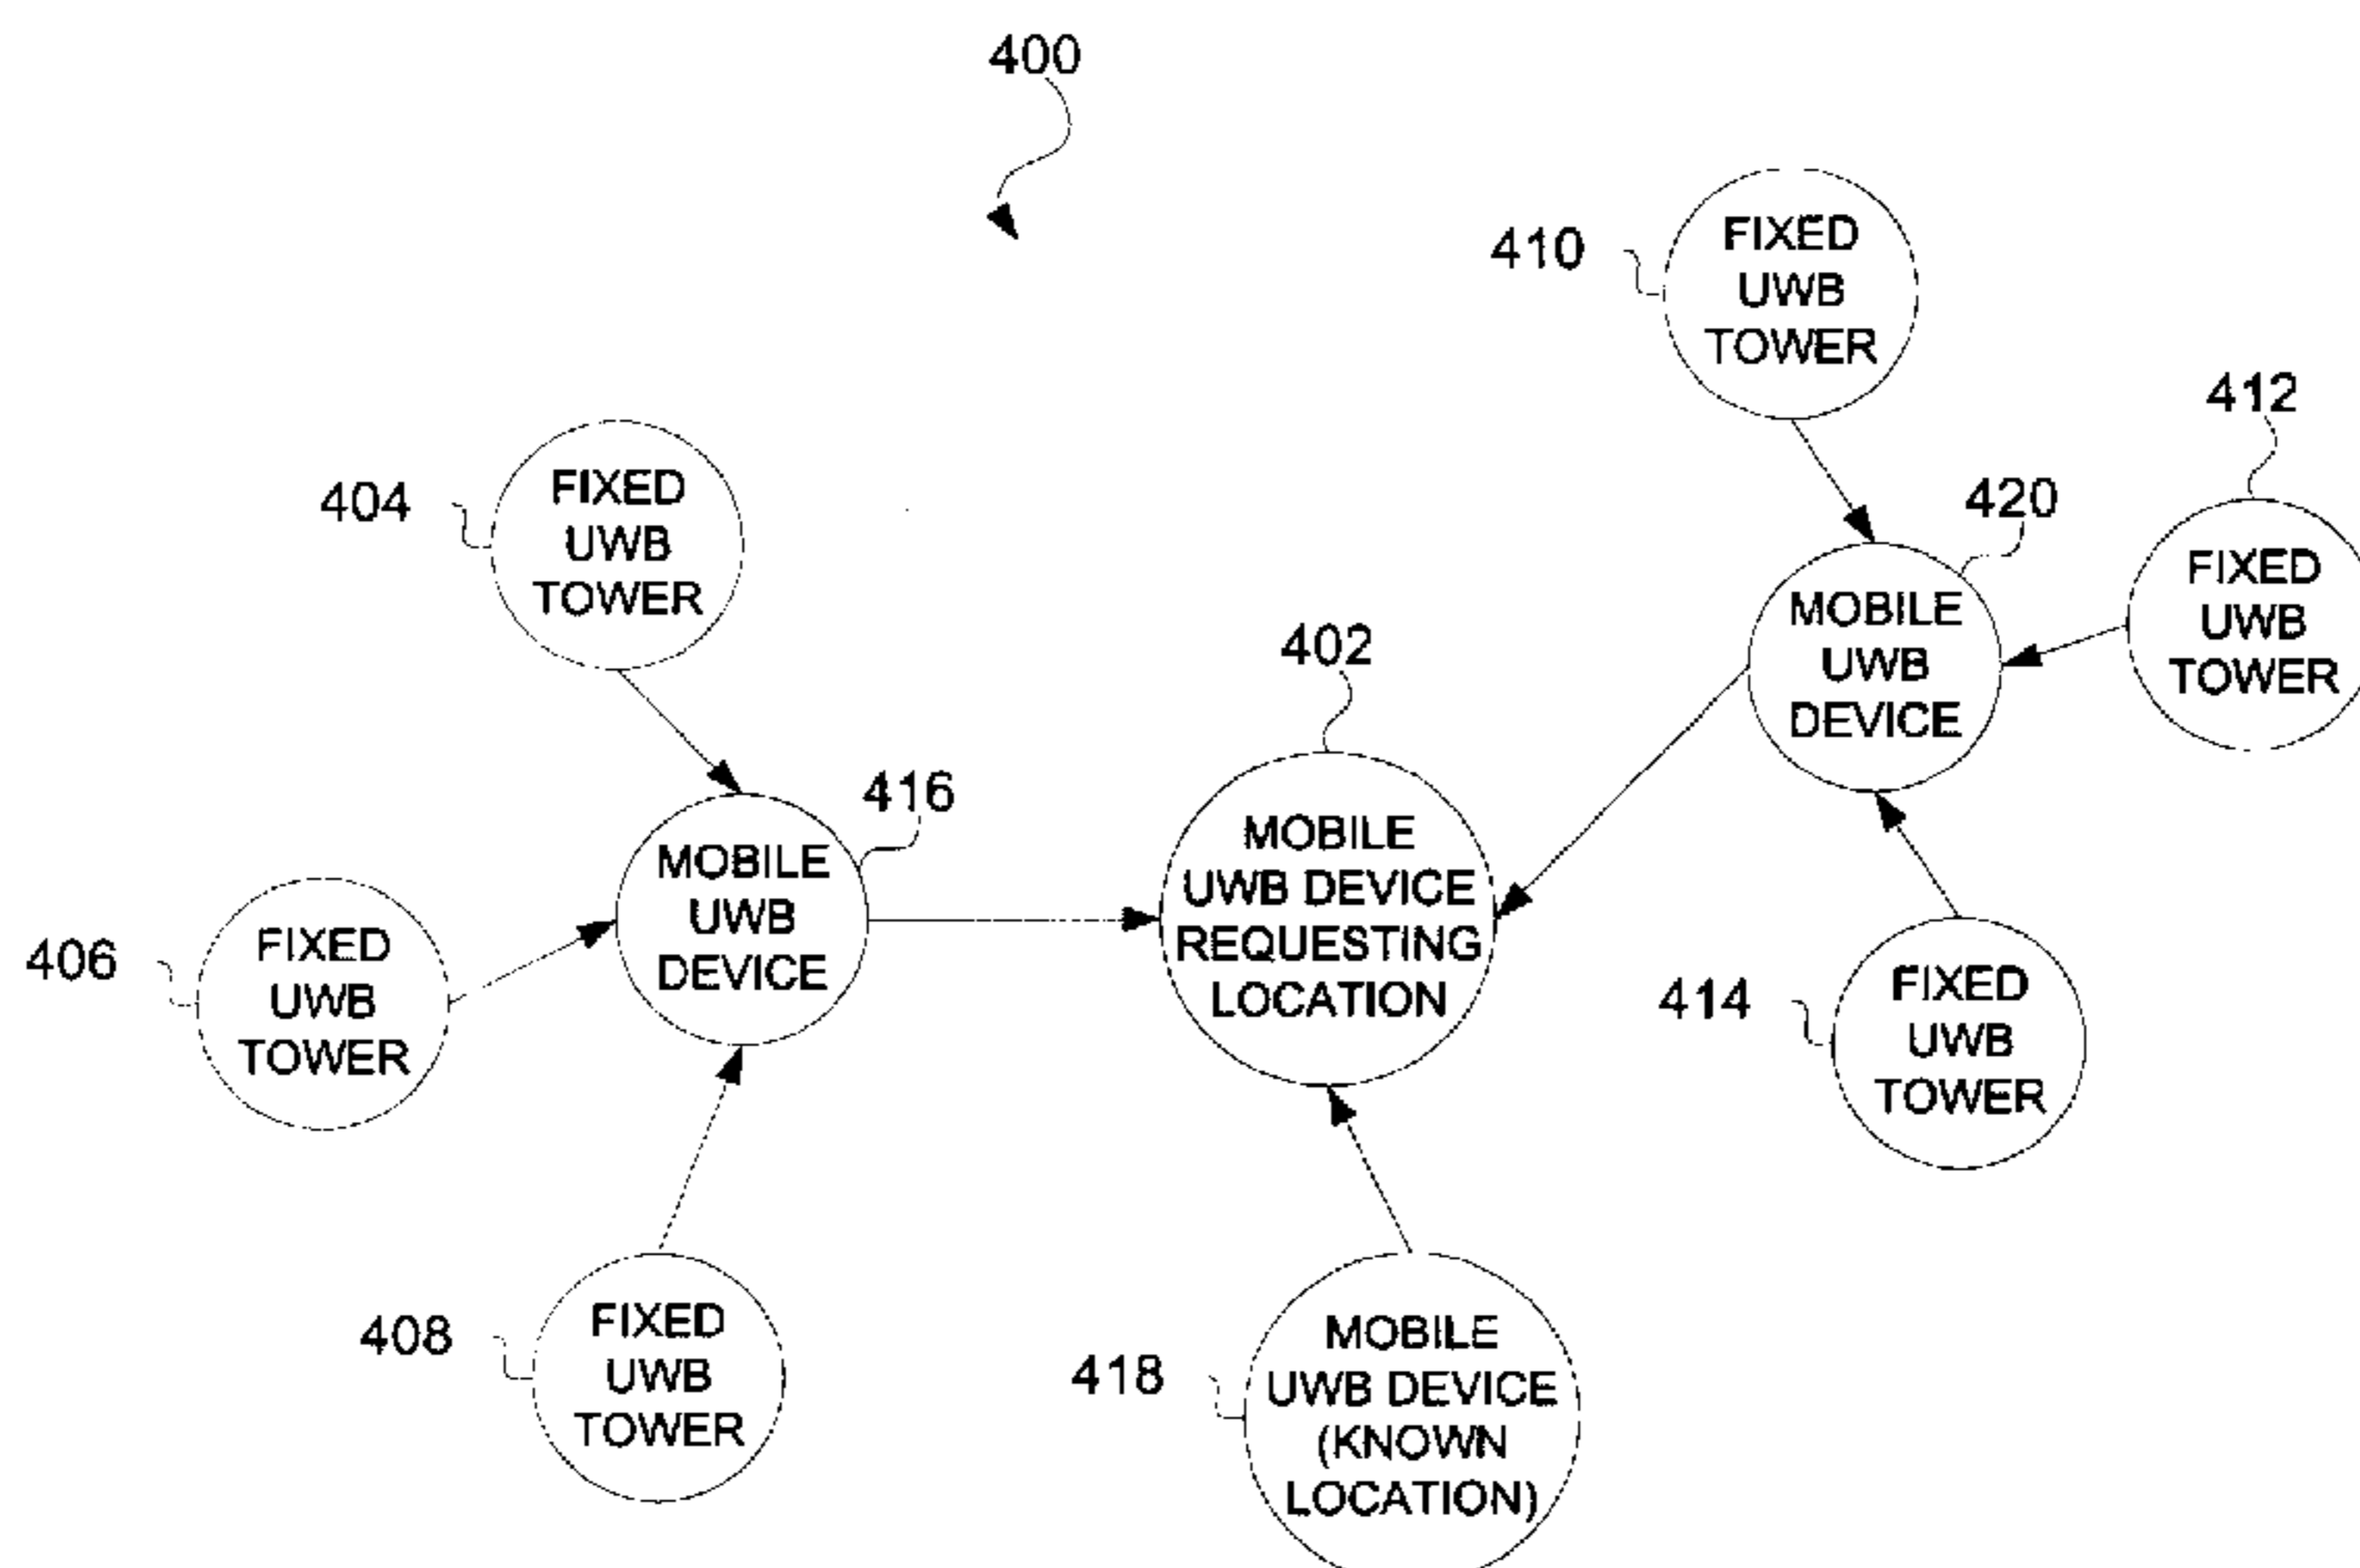 400
410
FIXED
UWB
TOWER
412
FIXED
UWB
TOWER
404
FIXED
UWB
TOWER
420
MOBILE
UWB
DEVICE
402
MOBILE
UWB DEVICE
REQUESTING
LOCATION
416
MOBILE
UWB
DEVICE
406
FIXED
UWB
TOWER
414
FIXED
UWB
TOWER
408
FIXED
UWB
TOWER
418
MOBILE
UWB DEVICE
(KNOWN
LOCATION)